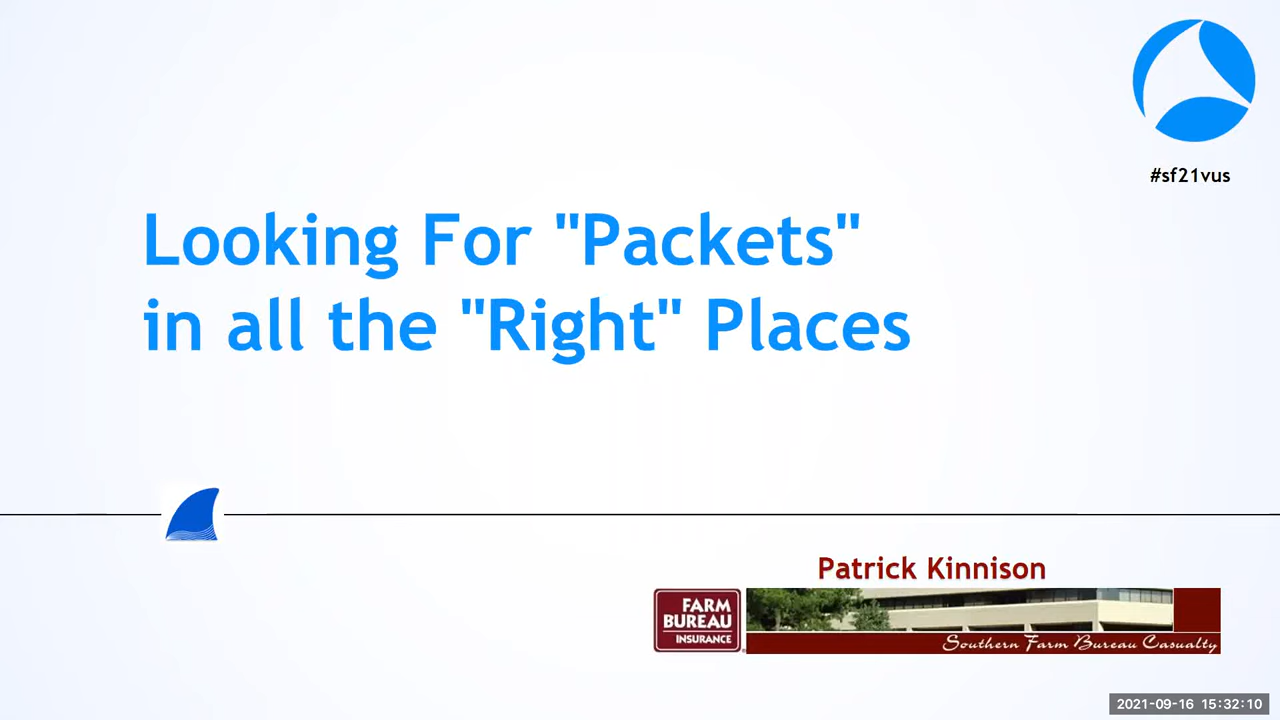 #sf21vus
Looking For "Packets"
in all the "Right" Places
Patrick Kinnison
FARM
BUREAU
INSURANCE
Southern Farm Bureau Casualty
2021-09-16 15:32:10